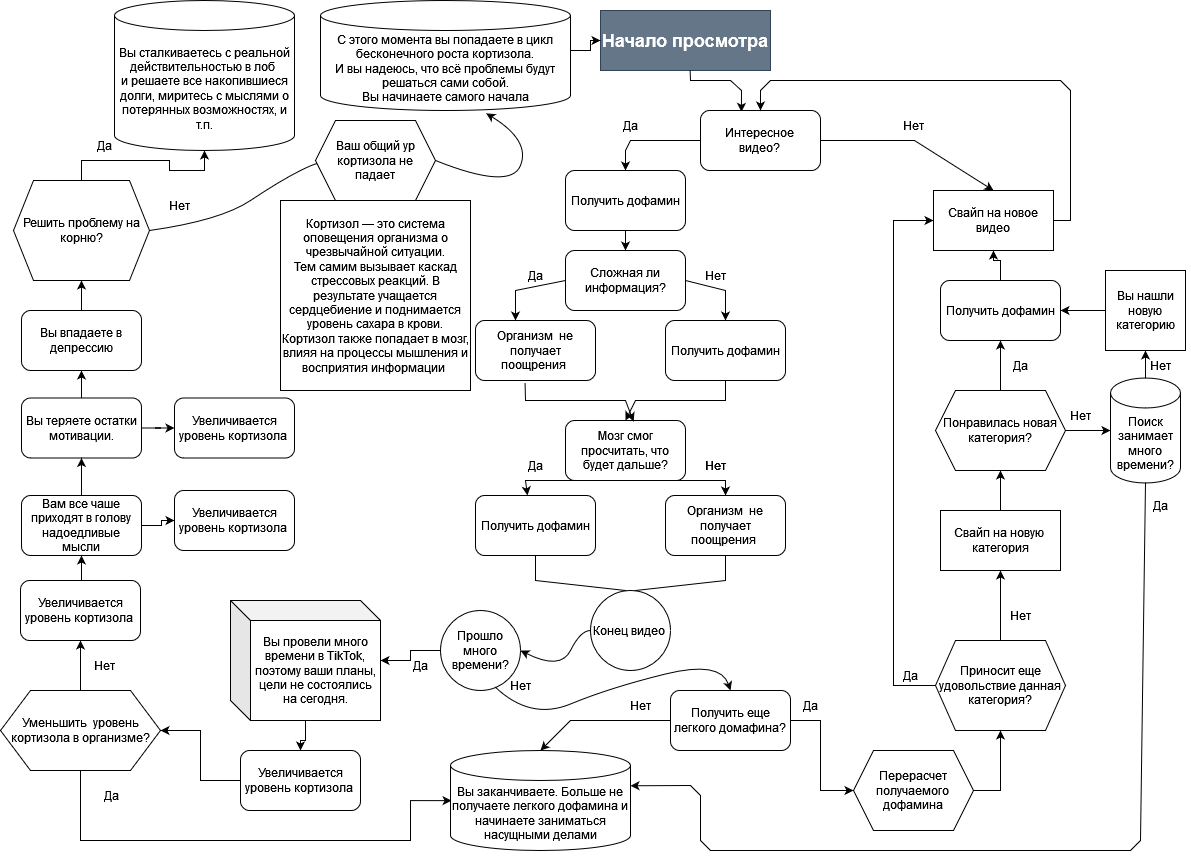 Начало просмотра
С этого момента вы попадаете в цикл
бесконечного роста кортизола.
И вы надеюсь, что всё проблемы будут
решаться сами собой.
Вы начинаете самого начала
Вы сталкиваетесь с реальной
действительностью в лоб
и решаете все накопившиеся
долги, миритесь с мыслями о
потерянных возможностях, и
т.п.
Да
Решить проблему на
корню?
Нет
Ваш общий ур
кортизола не
падает
Кортизол — это система
оповещения организма о
чрезвычайной ситуации.
Тем самим вызывает каскад
стрессовых реакций. В
результате учащается
сердцебиение и поднимается
уровень сахара в крови.
Кортизол также попадает в мозг,
влияя на процессы мышления и
восприятия информации
Вы впадаете в
депрессию
Вы теряете остатки
мотивации.
Увеличивается
уровень кортизола
Вам все чаше
приходят в голову
надоедливые
мысли
Увеличивается
уровень кортизола
Увеличивается
уровень кортизола
Нет
Уменьшить уровень
кортизола в организме?
Да
Вы провели много
времени в TikTok,
поэтому ваши планы,
цели не состоялись
на сегодня.
Увеличивается
уровень кортизола
Интересное
видео?
Да
Нет
Получить дофамин
Сложная ли
информация?
Да
Нет
Организм не
получает
поощрения
Получить дофамин
Мозг смог
просчитать, что
будет дальше?
Да
Нет
Получить дофамин
Организм не
получает
поощрения
Конец видео
Прошло
много
времени?
Да
Нет
Получить еще
легкого домафина?
Нет
Да
Вы заканчиваете. Больше не
получаете легкого дофамина и
начинаете заниматься
насущными делами
Перерасчет
получаемого
дофамина
Приносит еще
удовольствие данная
категория?
Да
Нет
Свайп на новую
категория
Понравилась новая
категория?
Да
Нет
Поиск
занимает
много
времени?
Нет
Да
Вы нашли
новую
категорию
Получить дофамин
Свайп на новое
видео